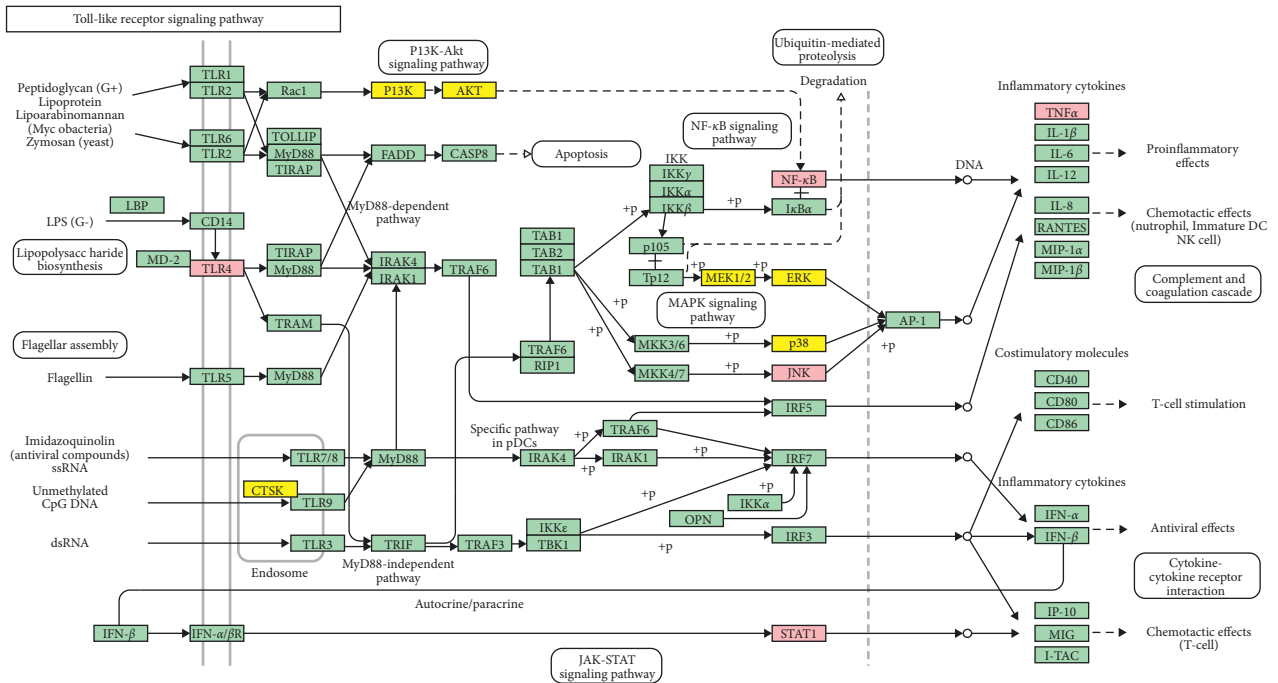 Toll-like receptor signaling pathway
P13K-Akt
signaling pathway
Ubiquitin-mediated
proteolysis
Degradation
Peptidoglycan (G+)
Lipoprotein
Lipoarabinomannan
(Myc obacteria)
Zymosan (yeast)
TLR1
TLR2
TLR6
TLR2
Rac1
P13K
AKT
TOLLIP
MyD88
TIRAP
FADD
CASP8
Apoptosis
NF-κB signaling
pathway
IKK
IKKγ
IKKα
IKKβ
NF-κB
IκBα
+p
+p
DNA
Inflammatory cytokines
TNFα
IL-1β
IL-6
IL-12
Proinflammatory
effects
IL-8
RANTES
MIP-1α
MIP-1β
Chemotactic effects
(nutrophil, Immature DC
NK cell)
Complement and
coagulation cascade
LBP
LPS (G-)
CD14
MyD88-dependent
pathway
Lipopolysacc haride
biosynthesis
MD-2
TLR4
TIRAP
MyD88
IRAK4
IRAK1
TRAF6
TAB1
TAB2
TAB1
p105
Tp12
+p
MEK1/2
+p
ERK
MAPK signaling
pathway
TRAM
+p
+p
AP-1
+p
Flagellar assembly
TRAF6
RIP1
MKK3/6
+p
p38
Flagellin
TLR5
MyD88
MKK4/7
+p
JNK
Costimulatory molecules
CD40
CD80
CD86
T-cell stimulation
IRF5
Imidazoquinolin
(antiviral compounds)
ssRNA
TLR7/8
MyD88
Specific pathway
in pDCs
IRAK4
+p
+p
TRAF6
IRAK1
+p
+p
IRF7
Unmethylated
CpG DNA
CTSK
TLR9
+p
+p
IKKα
OPN
Inflammatory cytokines
IFN-α
IFN-β
Antiviral effects
dsRNA
TLR3
TRIF
TRAF3
IKKε
TBK1
+p
IRF3
Endosome
MyD88-independent
pathway
Cytokine-
cytokine receptor
interaction
Autocrine/paracrine
IFN-β
IFN-α/βR
STAT1
IP-10
MIG
I-TAC
Chemotactic effects
(T-cell)
JAK-STAT
signaling pathway